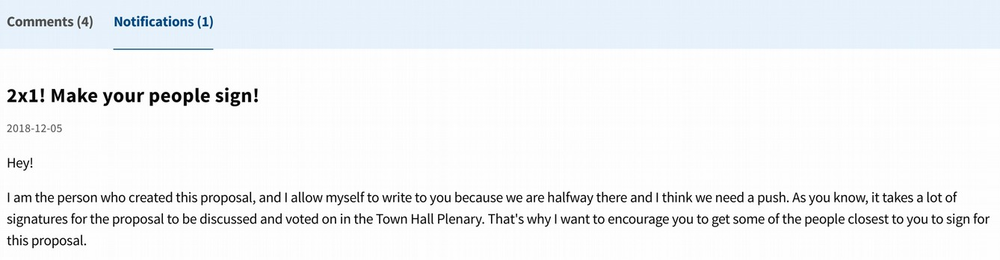 Comments (4) Notifications (1)
2x1! Make your people sign!
2018-12-05
Hey!
I am the person who created this proposal, and I allow myself to write to you because we are halfway there and I think we need a push. As you know, it takes a lot of
signatures for the proposal to be discussed and voted on in the Town Hall Plenary. That's why I want to encourage you to get some of the people closest to you to sign for
this proposal.